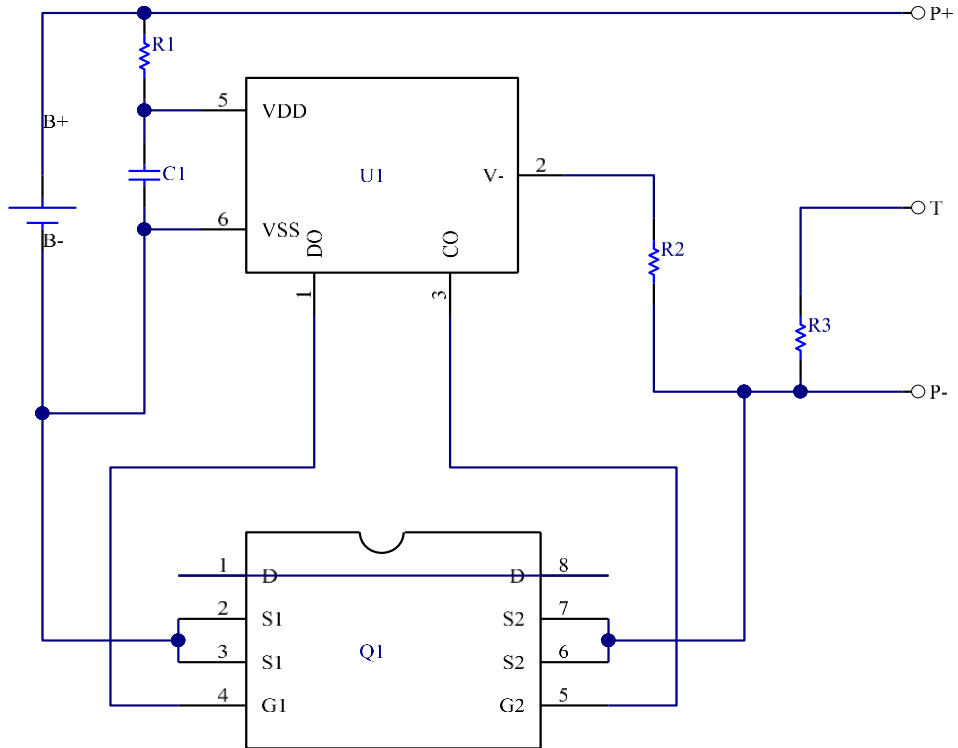 P+
R1
5 VDD
B+
C1
U1
V- 2
6 VSS
B-
DO
CO
T
R2
1
3
R3
P-
1 D
D 8
2 S1
S2 7
3 S1
Q1
S2 6
4 G1
G2 5